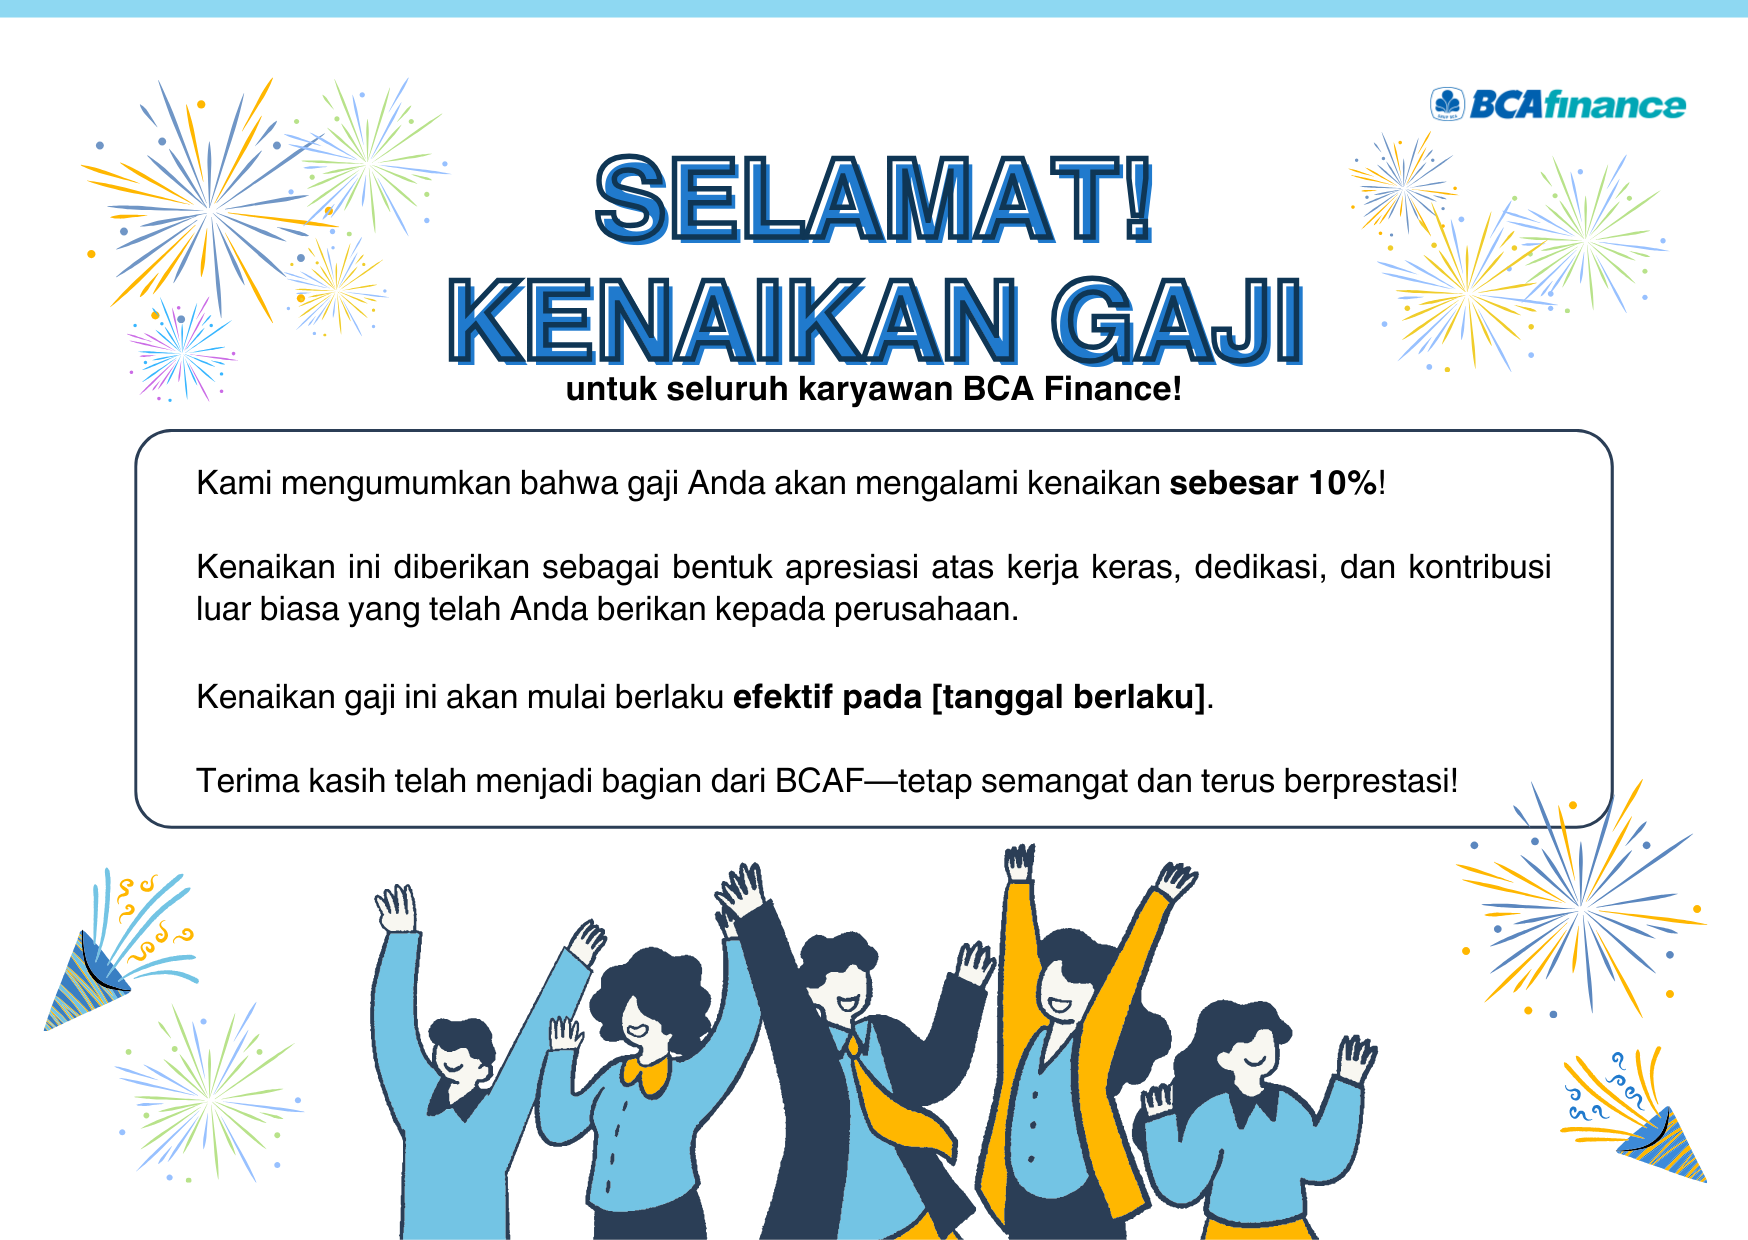 BCAfinance
SELAMAT!
KENAIKAN GAJI
untuk seluruh karyawan BCA Finance!
Kami mengumumkan bahwa gaji Anda akan mengalami kenaikan sebesar 10%!
Kenaikan ini diberikan sebagai bentuk apresiasi atas kerja keras, dedikasi, dan kontribusi
luar biasa yang telah Anda berikan kepada perusahaan.
Kenaikan gaji ini akan mulai berlaku efektif pada [tanggal berlaku].
Terima kasih telah menjadi bagian dari BCAF—tetap semangat dan terus berprestasi!